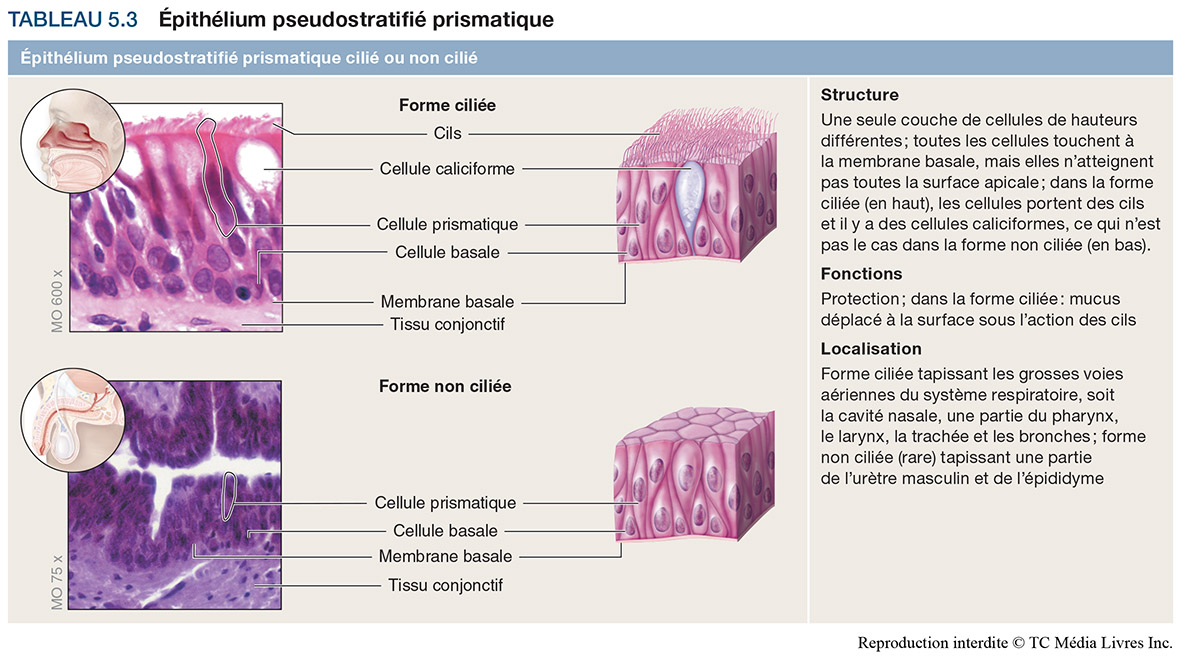 TABLEAU 5.3 Épithélium pseudostratifié prismatique
Épithélium pseudostratifié prismatique cilié ou non cilié
Forme ciliée
Cils
Cellule caliciforme
Cellule prismatique
Cellule basale
Membrane basale
Tissu conjonctif
MO 600 x
Forme non ciliée
Cellule prismatique
Cellule basale
Membrane basale
Tissu conjonctif
MO 75 x
Structure
Une seule couche de cellules de hauteurs
différentes ; toutes les cellules touchent à
la membrane basale, mais elles n’atteignent
pas toutes la surface apicale ; dans la forme
ciliée (en haut), les cellules portent des cils
et il y a des cellules caliciformes, ce qui n’est
pas le cas dans la forme non ciliée (en bas).
Fonctions
Protection ; dans la forme ciliée : mucus
déplacé à la surface sous l’action des cils
Localisation
Forme ciliée tapissant les grosses voies
aériennes du système respiratoire, soit
la cavité nasale, une partie du pharynx,
le larynx, la trachée et les bronches ; forme
non ciliée (rare) tapissant une partie
de l’urètre masculin et de l’épididyme
Reproduction interdite © TC Média Livres Inc.